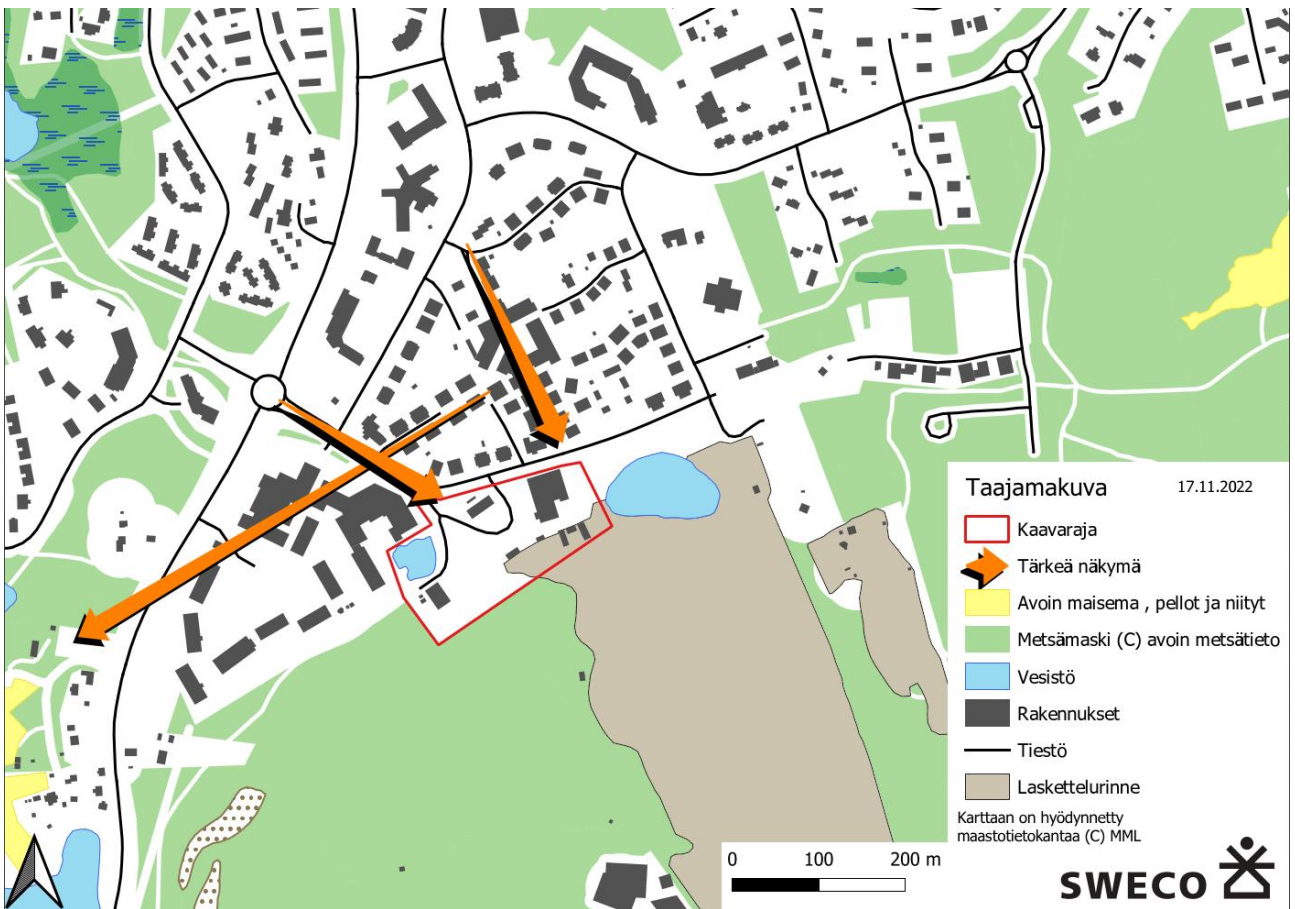 Taajamakuva 17.11.2022
Kaavaraja
Tärkeä näkymä
Avoin maisema , pellot ja niityt
Metsämaski (C) avoin metsätieto
Vesistö
Rakennukset
Tiestö
Laskettelurinne
Karttaan on hyödynnetty
maastotietokantaa (C) MML
0 100 200 m
SWECO